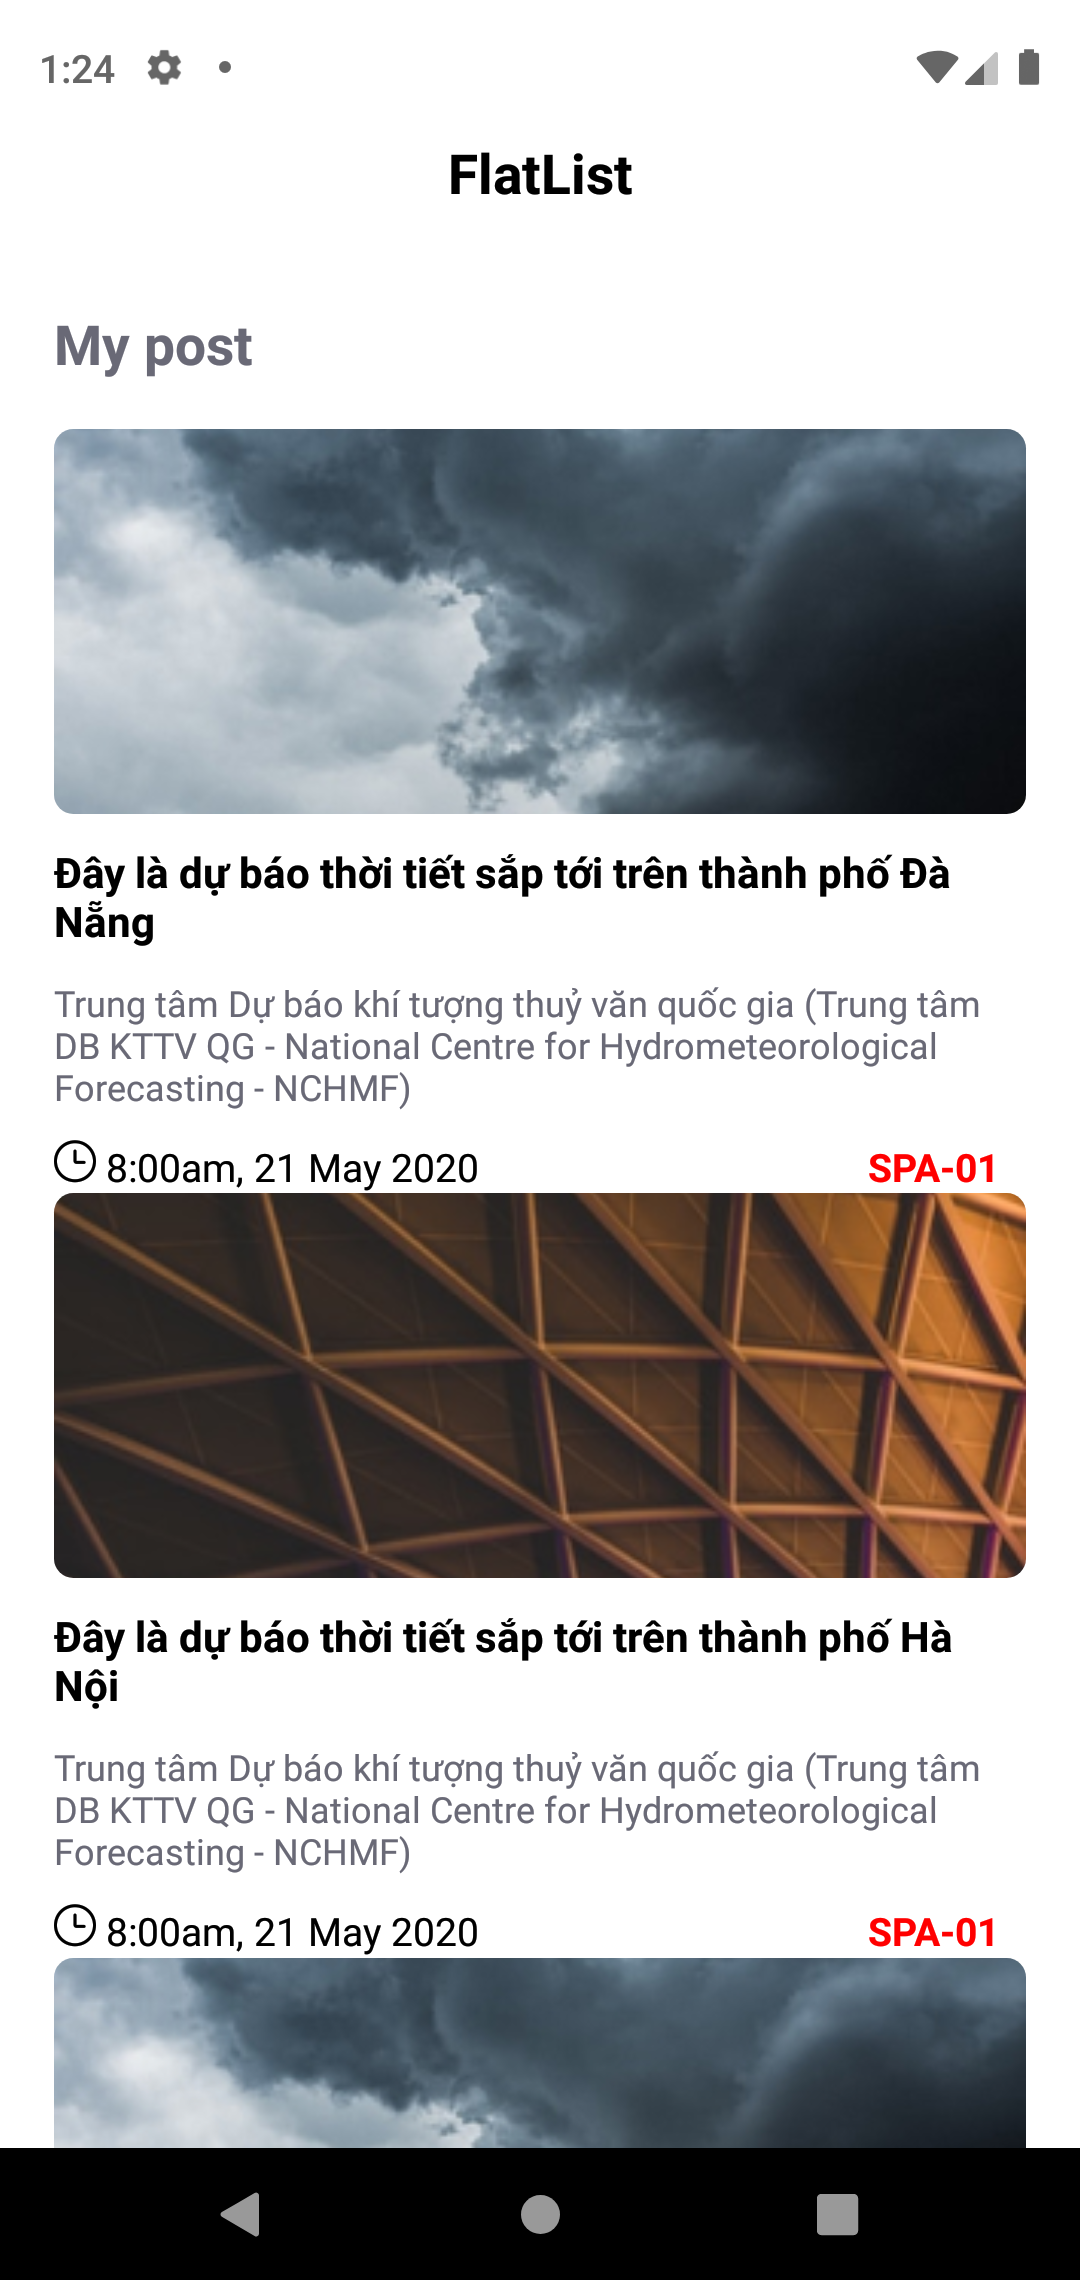 1:24
FlatList
My post
Đây là dự báo thời tiết sắp tới trên thành phố Đà
Nẵng
Trung tâm Dự báo khí tượng thuỷ văn quốc gia (Trung tâm
DB KTTV QG - National Centre for Hydrometeorological
Forecasting - NCHMF)
8:00am, 21 May 2020 SPA-01
Đây là dự báo thời tiết sắp tới trên thành phố Hà
Nội
Trung tâm Dự báo khí tượng thuỷ văn quốc gia (Trung tâm
DB KTTV QG - National Centre for Hydrometeorological
Forecasting - NCHMF)
8:00am, 21 May 2020 SPA-01